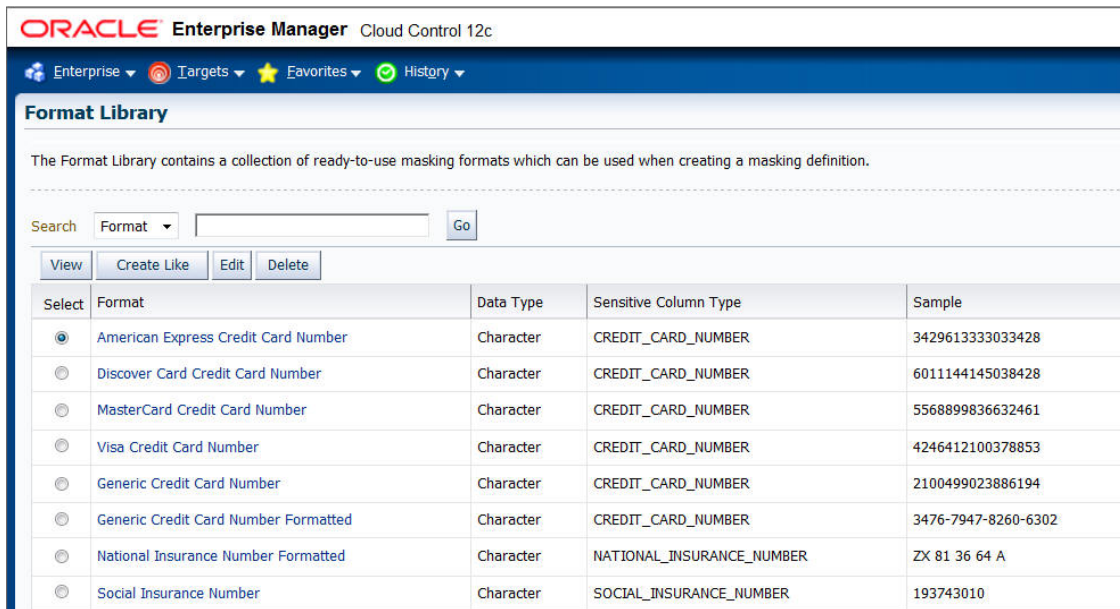 ORACLE Enterprise Manager Cloud Control 12c
Enterprise Targets Favorites History
Format Library
The Format Library contains a collection of ready-to-use masking formats which can be used when creating a masking definition.
Search Format Go
View Create Like Edit Delete
Select Format Data Type Sensitive Column Type Sample
American Express Credit Card Number Character CREDIT_CARD_NUMBER 3429613333033428
Discover Card Credit Card Number Character CREDIT_CARD_NUMBER 6011144145038428
MasterCard Credit Card Number Character CREDIT_CARD_NUMBER 5568899836632461
Visa Credit Card Number Character CREDIT_CARD_NUMBER 4246412100378853
Generic Credit Card Number Character CREDIT_CARD_NUMBER 2100499023886194
Generic Credit Card Number Formatted Character CREDIT_CARD_NUMBER 3476-7947-8260-6302
National Insurance Number Formatted Character NATIONAL_INSURANCE_NUMBER ZX 81 36 64 A
Social Insurance Number Character SOCIAL_INSURANCE_NUMBER 193743010